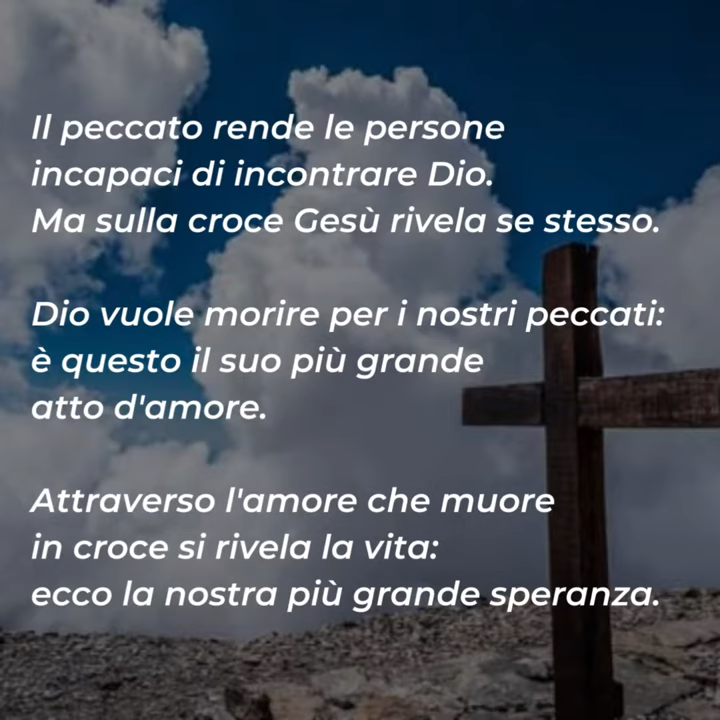 Il peccato rende le persone
incapaci di incontrare Dio.
Ma sulla croce Gesù rivela se stesso.
Dio vuole morire per i nostri peccati:
è questo il suo più grande
atto d'amore.
Attraverso l'amore che muore
in croce si rivela la vita:
ecco la nostra più grande speranza.